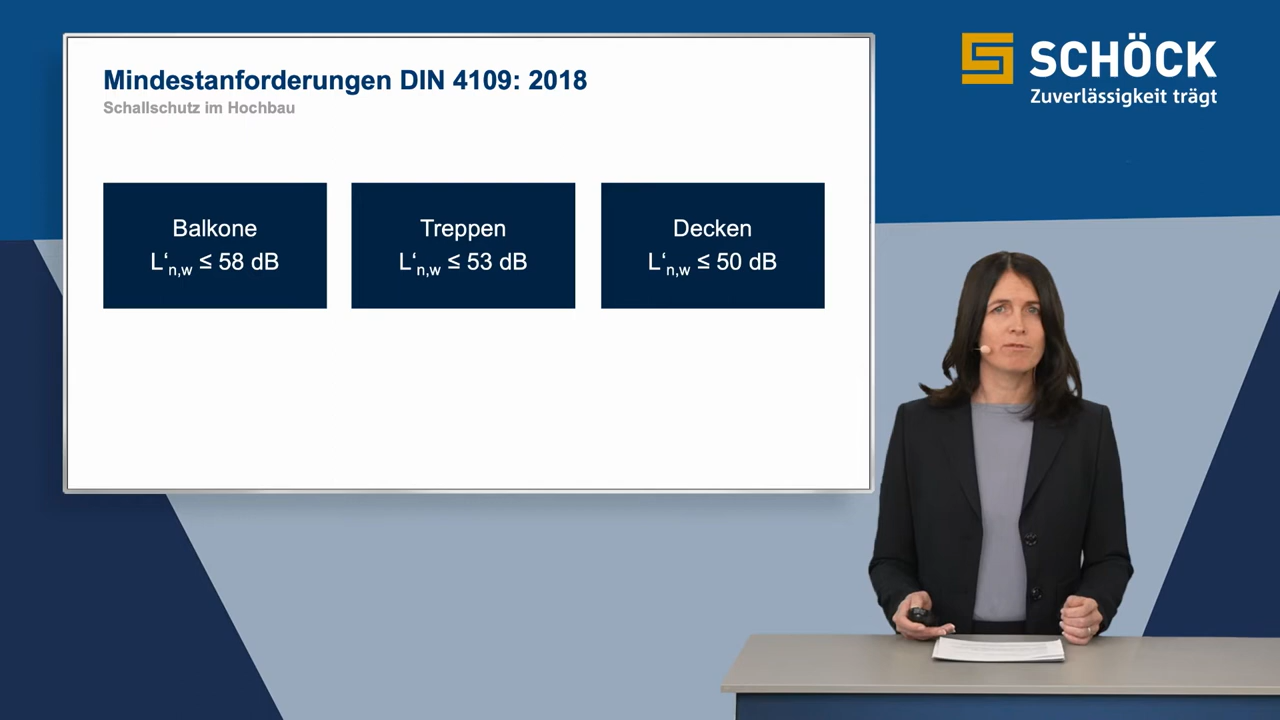 Mindestanforderungen DIN 4109: 2018
Schallschutz im Hochbau
Balkone
L‘n,w ≤ 58 dB
Treppen
L‘n,w ≤ 53 dB
Decken
L‘n,w ≤ 50 dB
SCHÖCK
Zuverlässigkeit trägt